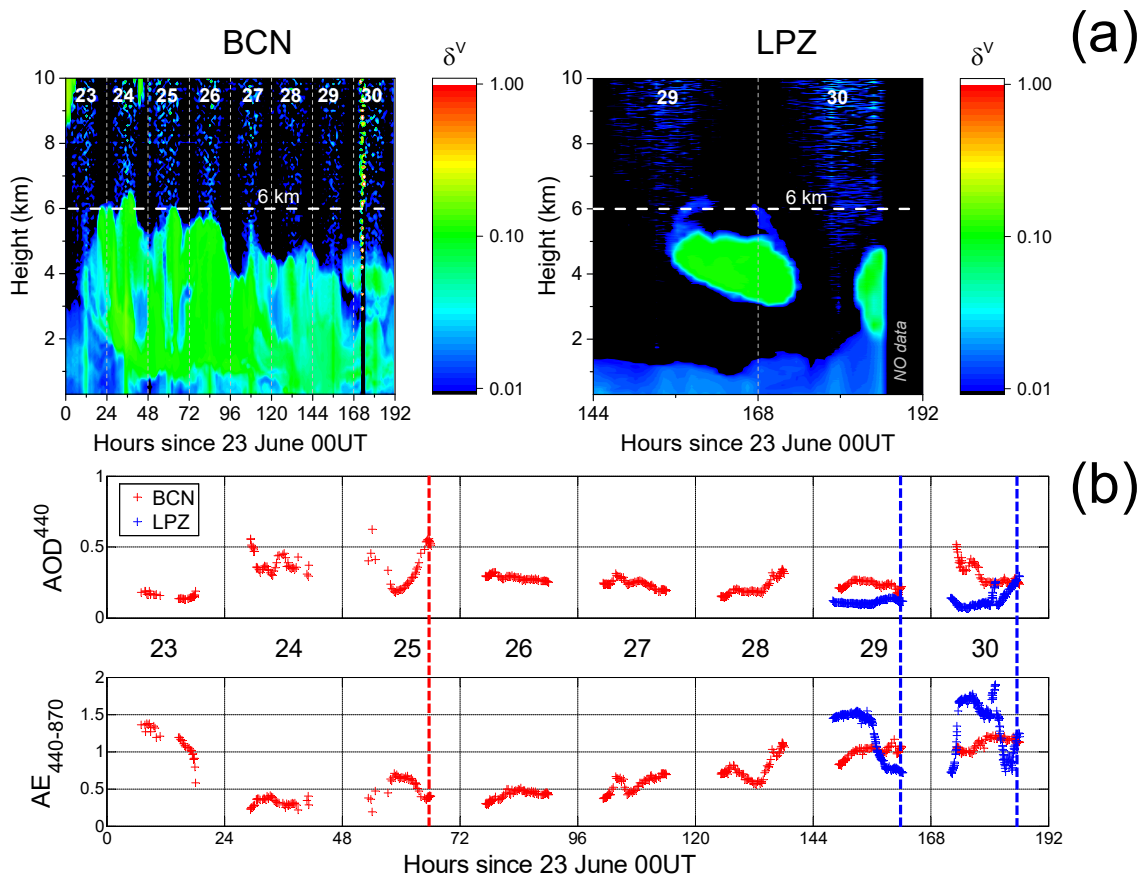 BCN
LPZ
(a)
δV
δV
10
8
6
4
2
Height (km)
23 24 25 26 27 28 29 30
6 km
0 24 48 72 96 120 144 168 192
Hours since 23 June 00UT
1.00
0.10
0.01
10
8
6
4
2
Height (km)
29 30
6 km
NO data
144 168 192
Hours since 23 June 00UT
1.00
0.10
0.01
(b)
1
0.5
0
AOD440
BCN
LPZ
23 24 25 26 27 28 29 30
2
1.5
1
0.5
0
AE440-870
0 24 48 72 96 120 144 168 192
Hours since 23 June 00UT